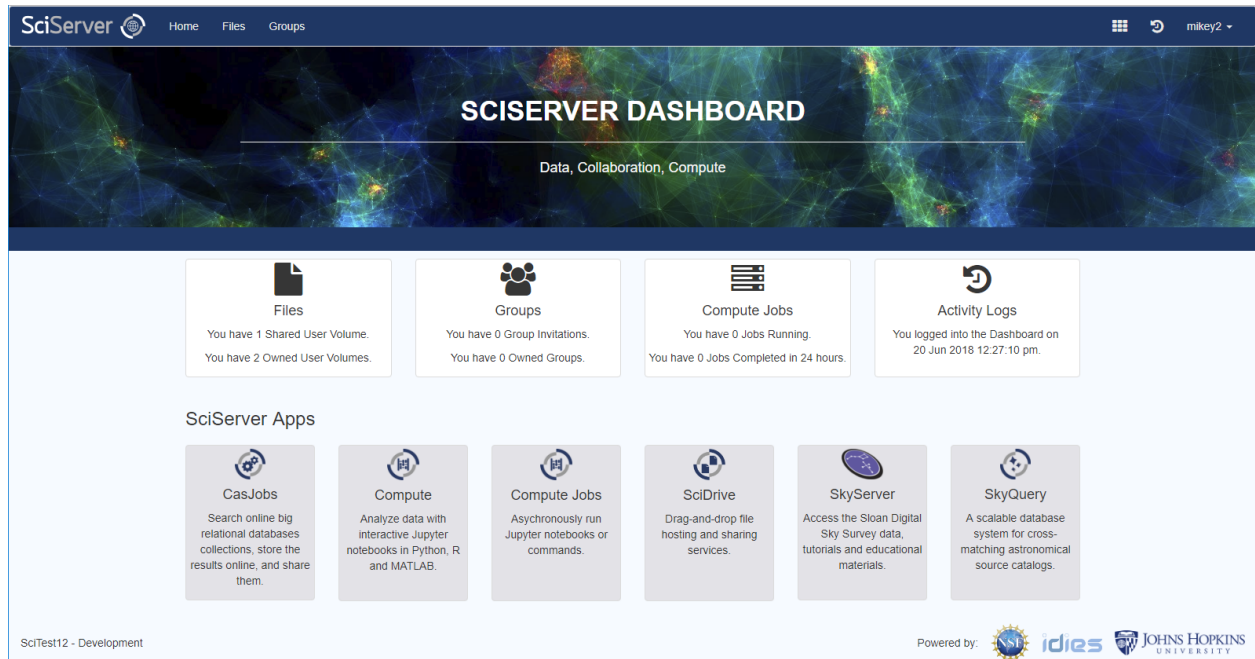 SciServer Home Files Groups mikey2
SCISERVER DASHBOARD
Data, Collaboration, Compute
Files
You have 1 Shared User Volume.
You have 2 Owned User Volumes.
Groups
You have 0 Group Invitations.
You have 0 Owned Groups.
Compute Jobs
You have 0 Jobs Running.
You have 0 Jobs Completed in 24 hours.
Activity Logs
You logged into the Dashboard on
20 Jun 2018 12:27:10 pm.
SciServer Apps
CasJobs
Search online big
relational databases
collections, store the
results online, and share
them.
Compute
Analyze data with
interactive Jupyter
notebooks in Python, R
and MATLAB.
Compute Jobs
Asychronously run
Jupyter notebooks or
commands.
SciDrive
Drag-and-drop file
hosting and sharing
services.
SkyServer
Access the Sloan Digital
Sky Survey data,
tutorials and educational
materials.
SkyQuery
A scalable database
system for cross-
matching astronomical
source catalogs.
SciTest12 - Development
Powered by:
NSF
idies
JOHNS HOPKINS
UNIVERSITY